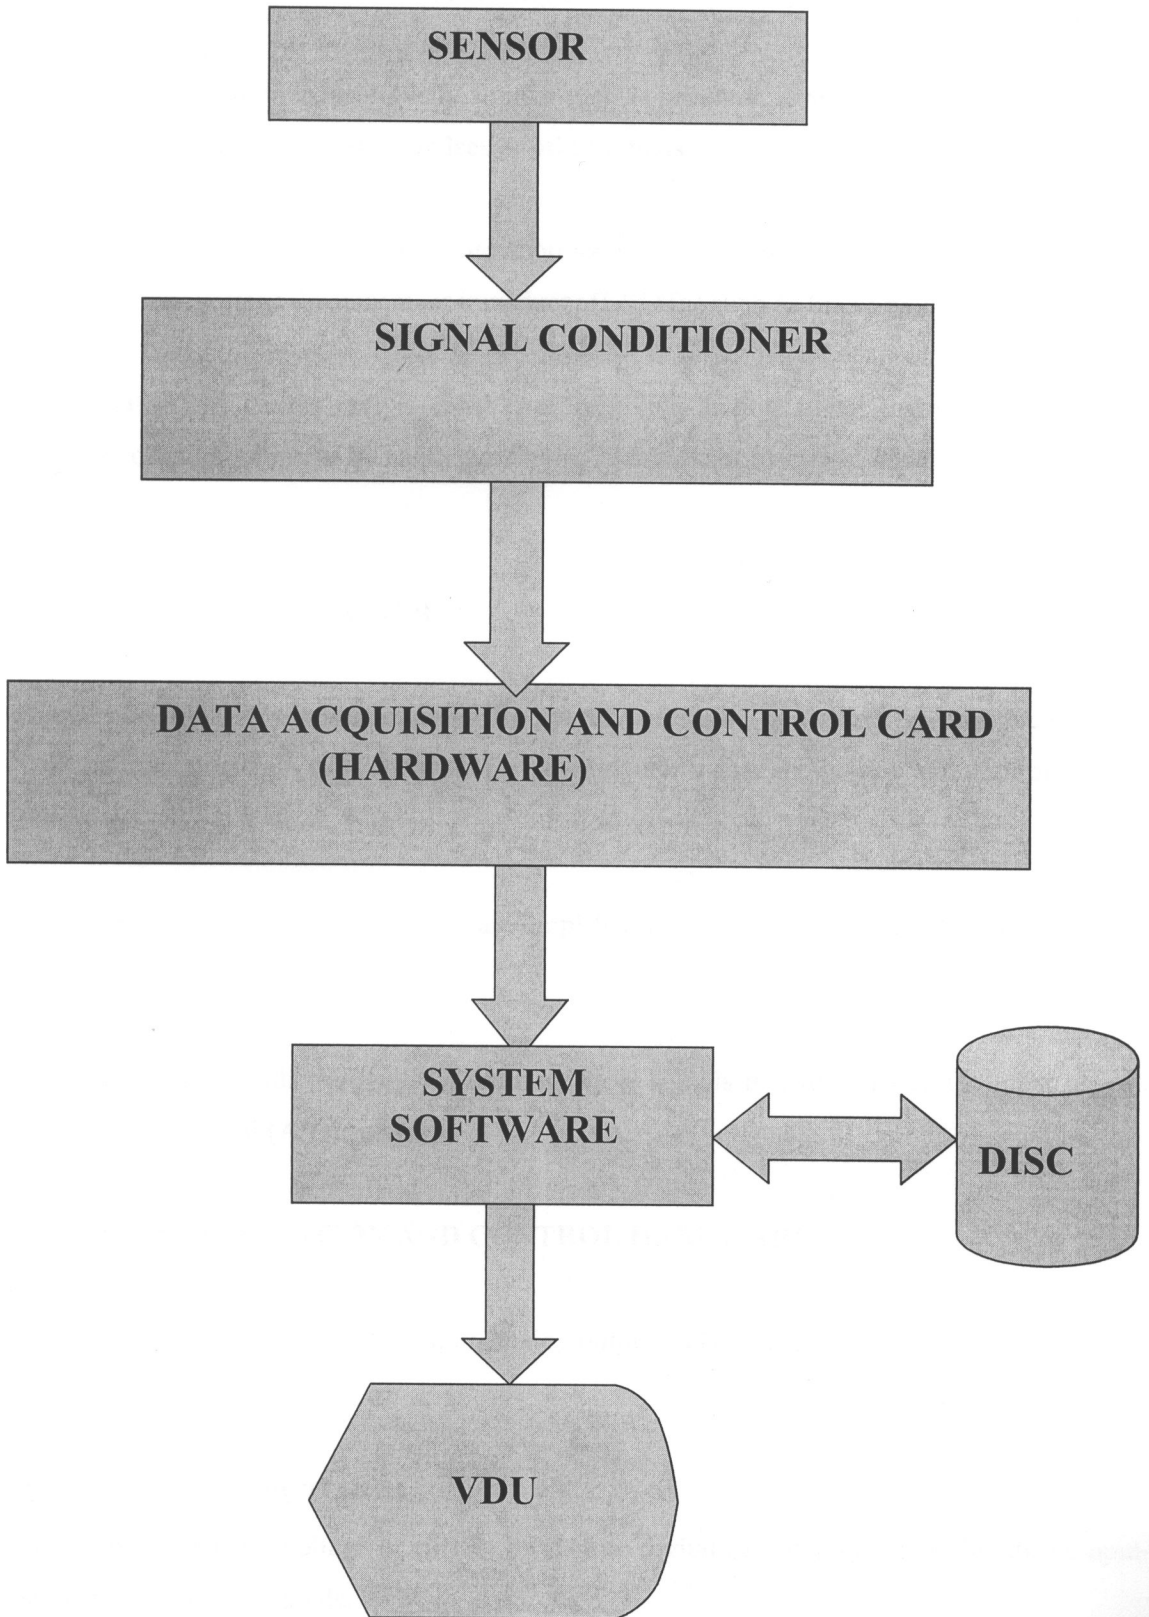 SENSOR
SIGNAL CONDITIONER
DATA ACQUISITION AND CONTROL CARD
(HARDWARE)
SYSTEM
SOFTWARE
DISC
VDU